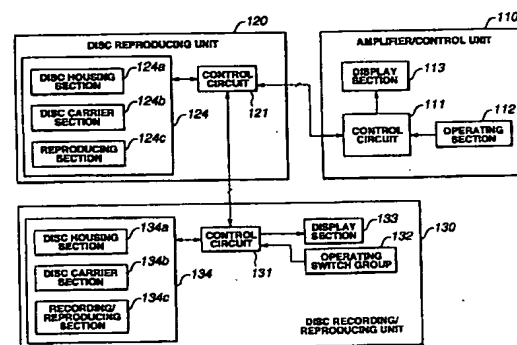 120
DISC REPRODUCING UNIT
124a
DISC HOUSING
SECTION
124b
DISC CARRIER
SECTION
124c
REPRODUCING
SECTION
124
CONTROL
CIRCUIT
121
110
AMPLIFIER/CONTROL UNIT
DISPLAY
SECTION
113
111
CONTROL
CIRCUIT
112
OPERATING
SECTION
134a
DISC HOUSING
SECTION
134b
DISC CARRIER
SECTION
134c
RECORDING/
REPRODUCING
SECTION
134
CONTROL
CIRCUIT
131
DISPLAY
SECTION
133
132
OPERATING
SWITCH GROUP
130
DISC RECORDING/
REPRODUCING UNIT